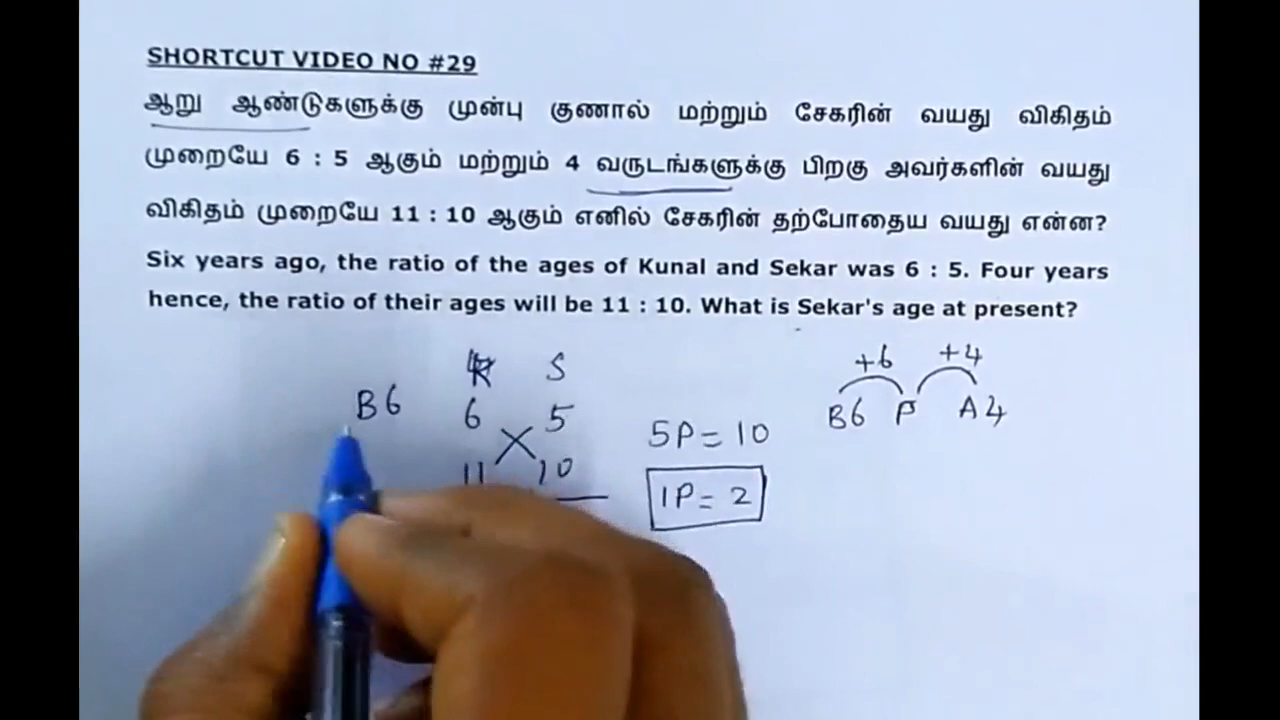 SHORTCUT VIDEO NO #29
ஆறு ஆண்டுகளுக்கு முன்பு குணால் மற்றும் சேகரின் வயது விகிதம்
முறையே 6 : 5 ஆகும் மற்றும் 4 வருடங்களுக்கு பிறகு அவர்களின் வயது
விகிதம் முறையே 11 : 10 ஆகும் எனில் சேகரின் தற்போதைய வயது என்ன?
Six years ago, the ratio of the ages of Kunal and Sekar was 6 : 5. Four years
hence, the ratio of their ages will be 11 : 10. What is Sekar's age at present?
K S
+6 +4
B6 6 5
B6 P A4
5P = 10
11 10
1P = 2